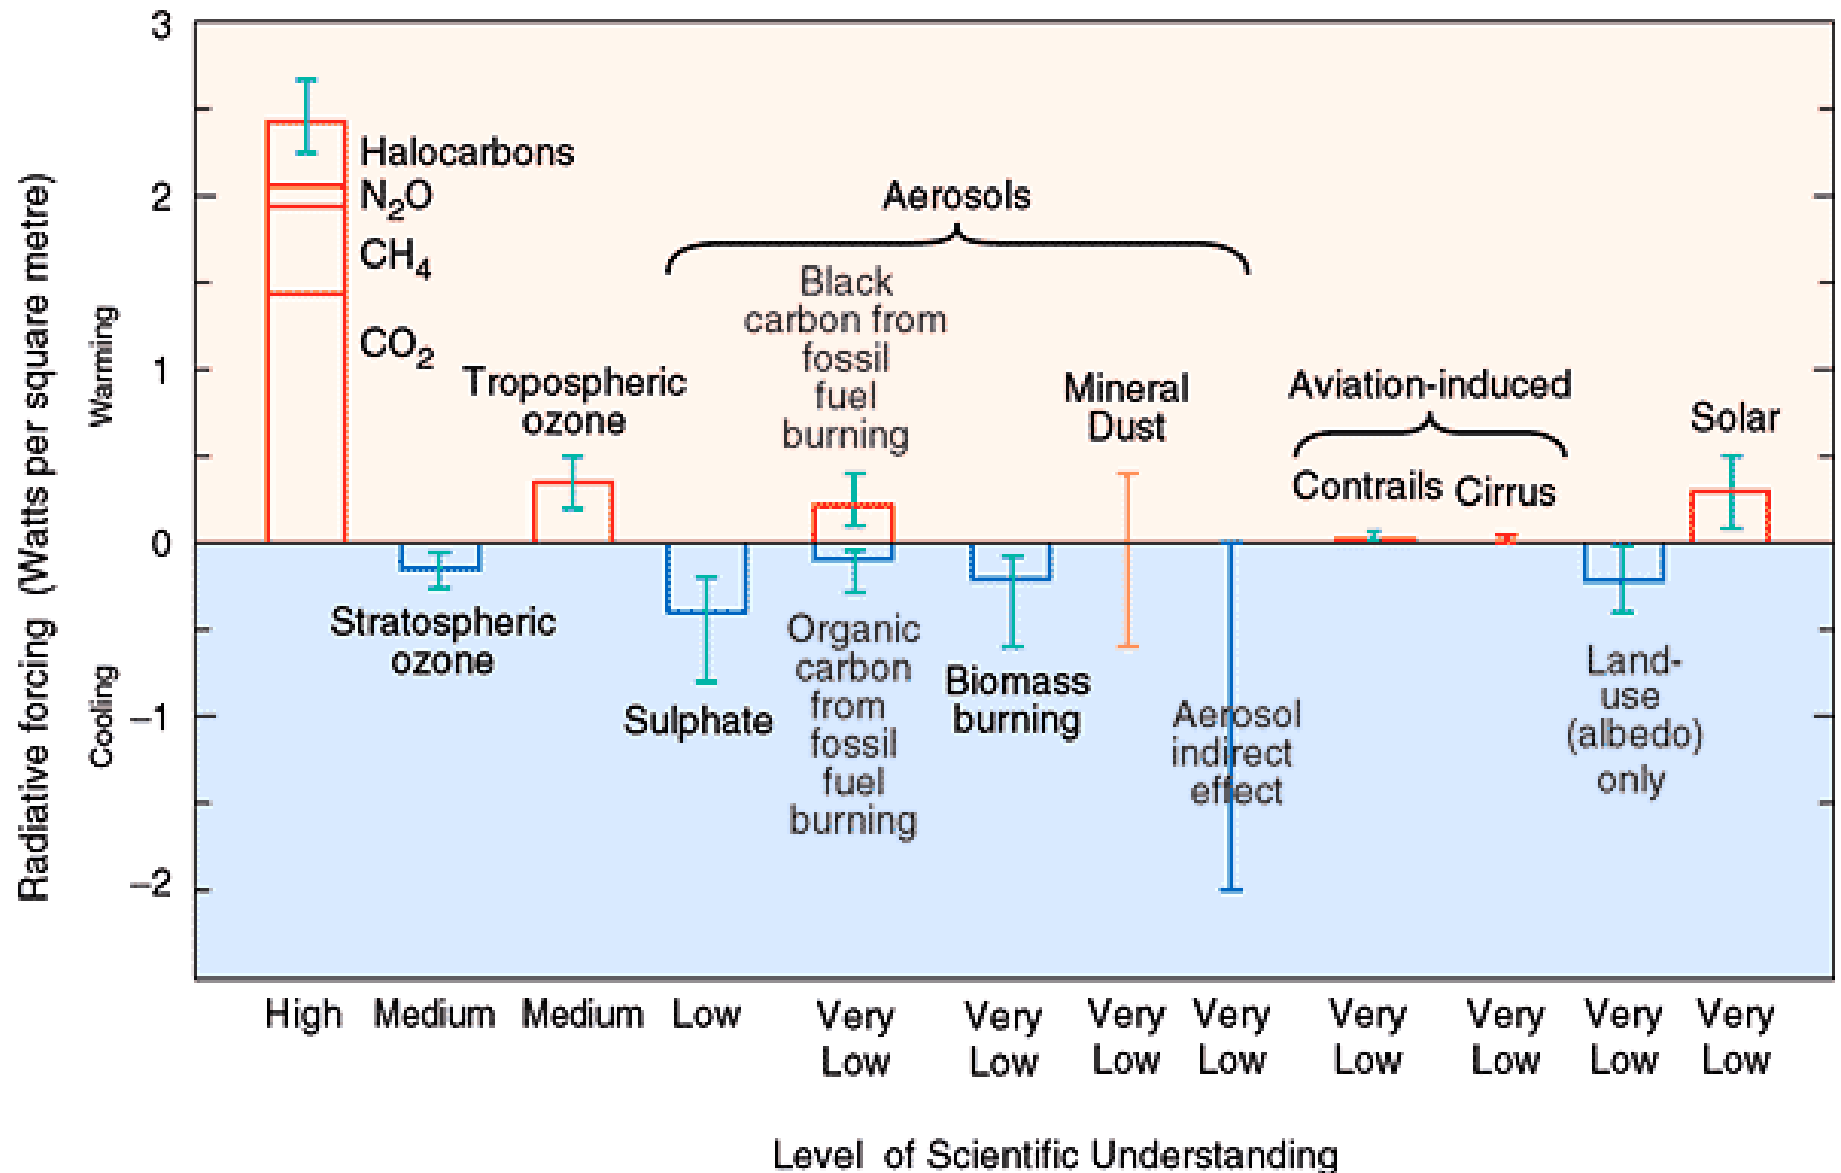 Radiative forcing (Watts per square metre)
Warming
Cooling
3
2
1
0
−1
−2
Halocarbons
N₂O
CH₄
CO₂
Tropospheric
ozone
Stratospheric
ozone
Aerosols
Sulphate
Black
carbon from
fossil
fuel
burning
Organic
carbon
from
fossil
fuel
burning
Biomass
burning
Mineral
Dust
Aerosol
indirect
effect
Aviation-induced
Contrails Cirrus
Land-
use
(albedo)
only
Solar
High Medium Medium Low Very Very Very Very Very Very Very Very
Low Low Low Low Low Low Low Low
Level of Scientific Understanding